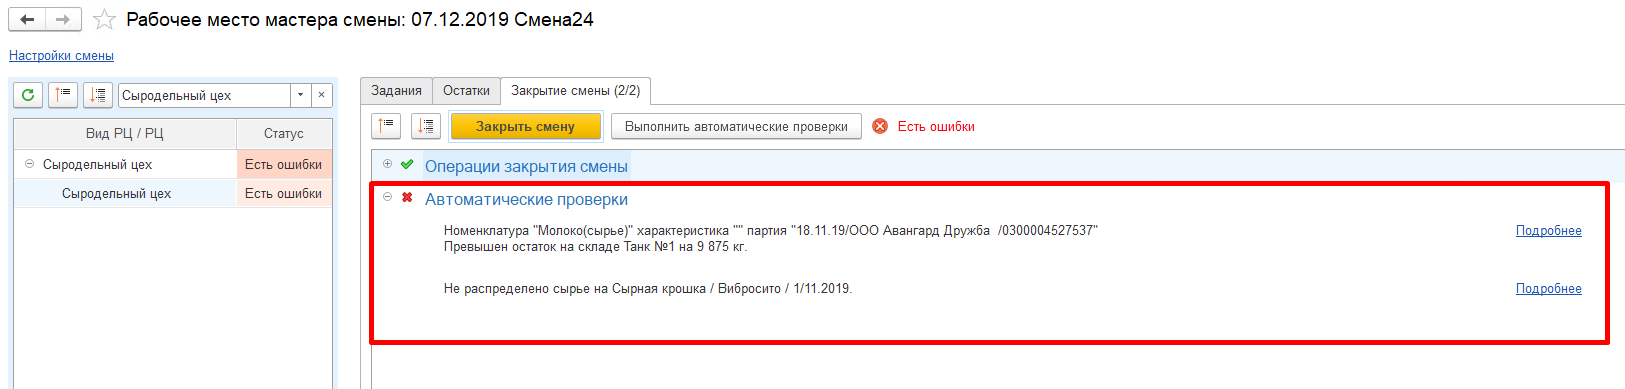 Рабочее место мастера смены: 07.12.2019 Смена24
Настройки смены
Сыродельный цех
Вид РЦ / РЦ Статус
Сыродельный цех Есть ошибки
Сыродельный цех Есть ошибки
Задания Остатки Закрытие смены (2/2)
Закрыть смену Выполнить автоматические проверки Есть ошибки
Операции закрытия смены
Автоматические проверки
Номенклатура "Молоко(сырье)" характеристика "" партия "18.11.19/ООО Авангард Дружба /0300004527537" Подробнее
Превышен остаток на складе Танк №1 на 9 875 кг.
Не распределено сырье на Сырная крошка / Вибросито / 1/11.2019. Подробнее